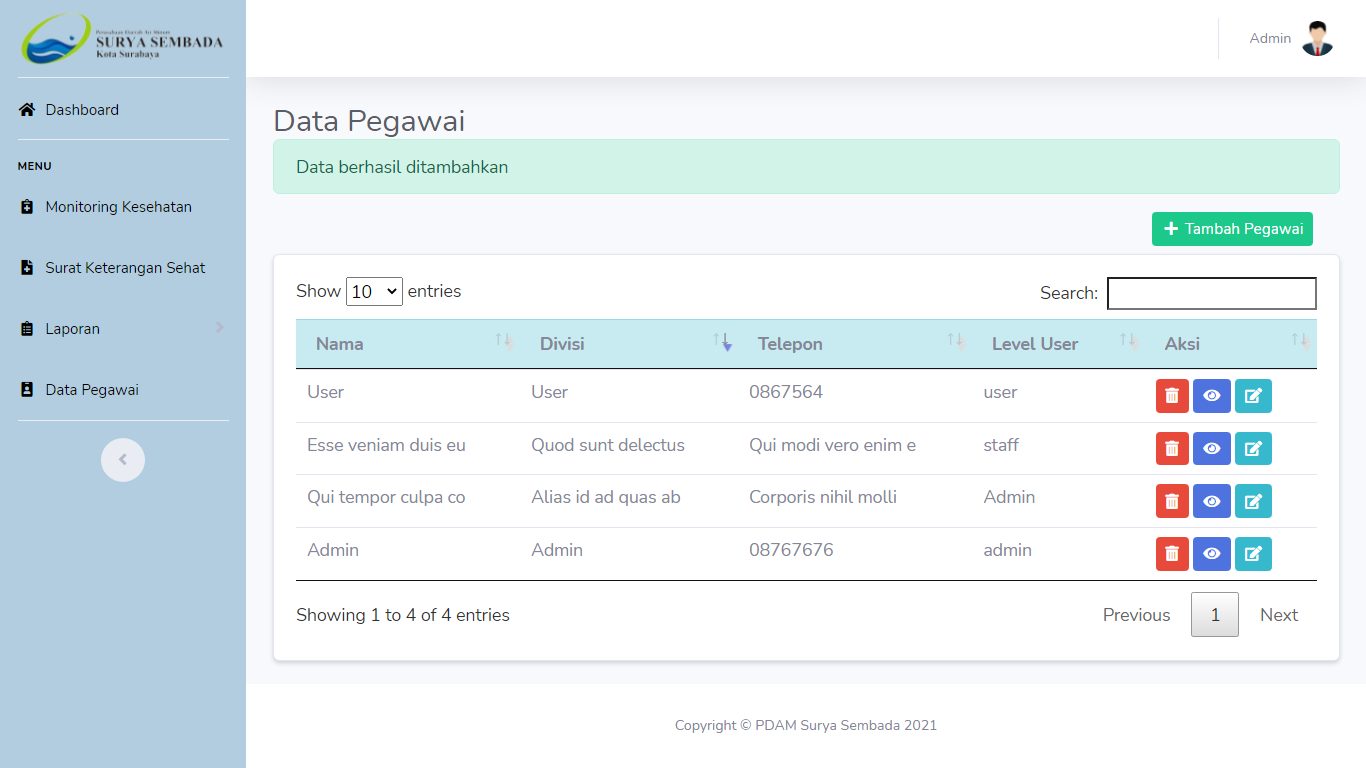 Perusahaan Daerah Air Minum
SURYA SEMBADA
Kota Surabaya
Admin
Dashboard
MENU
Monitoring Kesehatan
Surat Keterangan Sehat
Laporan
Data Pegawai
Data Pegawai
Data berhasil ditambahkan
Tambah Pegawai
Show 10 entries Search:
Nama Divisi Telepon Level User Aksi
User User 0867564 user
Esse veniam duis eu Quod sunt delectus Qui modi vero enim e staff
Qui tempor culpa co Alias id ad quas ab Corporis nihil molli Admin
Admin Admin 08767676 admin
Showing 1 to 4 of 4 entries Previous 1 Next
Copyright © PDAM Surya Sembada 2021